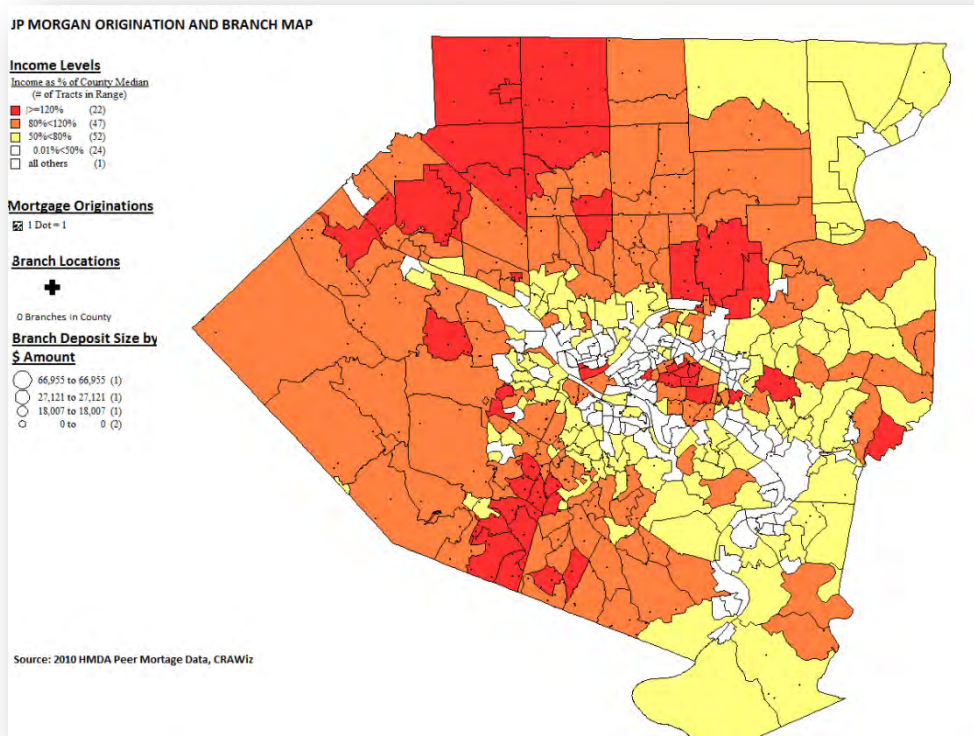 JP MORGAN ORIGINATION AND BRANCH MAP
Income Levels
Income as % of County Median
(# of Tracts in Range)
>=120% (22)
80%<120% (47)
50%<80% (52)
0.01%<50% (24)
all others (1)
Mortgage Originations
1 Dot = 1
Branch Locations
0 Branches in County
Branch Deposit Size by
$ Amount
66,955 to 66,955 (1)
27,121 to 27,121 (1)
18,007 to 18,007 (1)
0 to 0 (2)
Source: 2010 HMDA Peer Mortage Data, CRAWiz